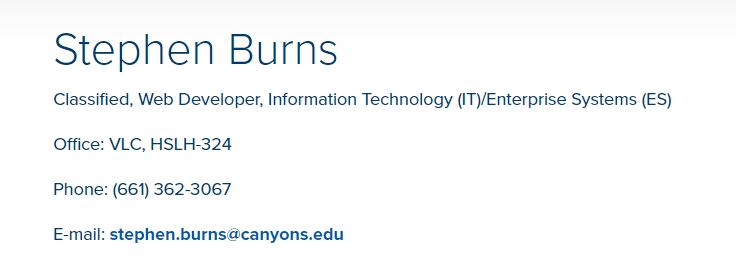 Stephen Burns
Classified, Web Developer, Information Technology (IT)/Enterprise Systems (ES)
Office: VLC, HSLH-324
Phone: (661) 362-3067
E-mail: stephen.burns@canyons.edu